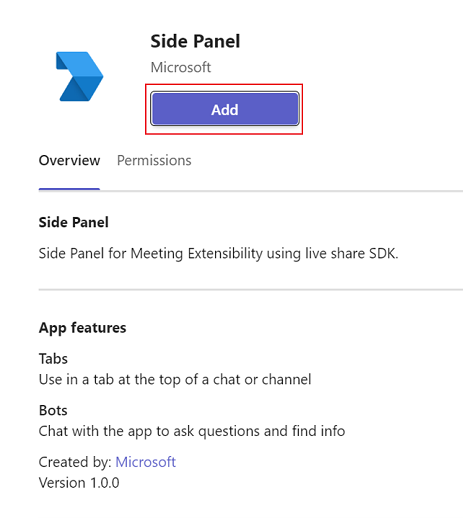 Side Panel
Microsoft
Add
Overview Permissions
Side Panel
Side Panel for Meeting Extensibility using live share SDK.
App features
Tabs
Use in a tab at the top of a chat or channel
Bots
Chat with the app to ask questions and find info
Created by: Microsoft
Version 1.0.0